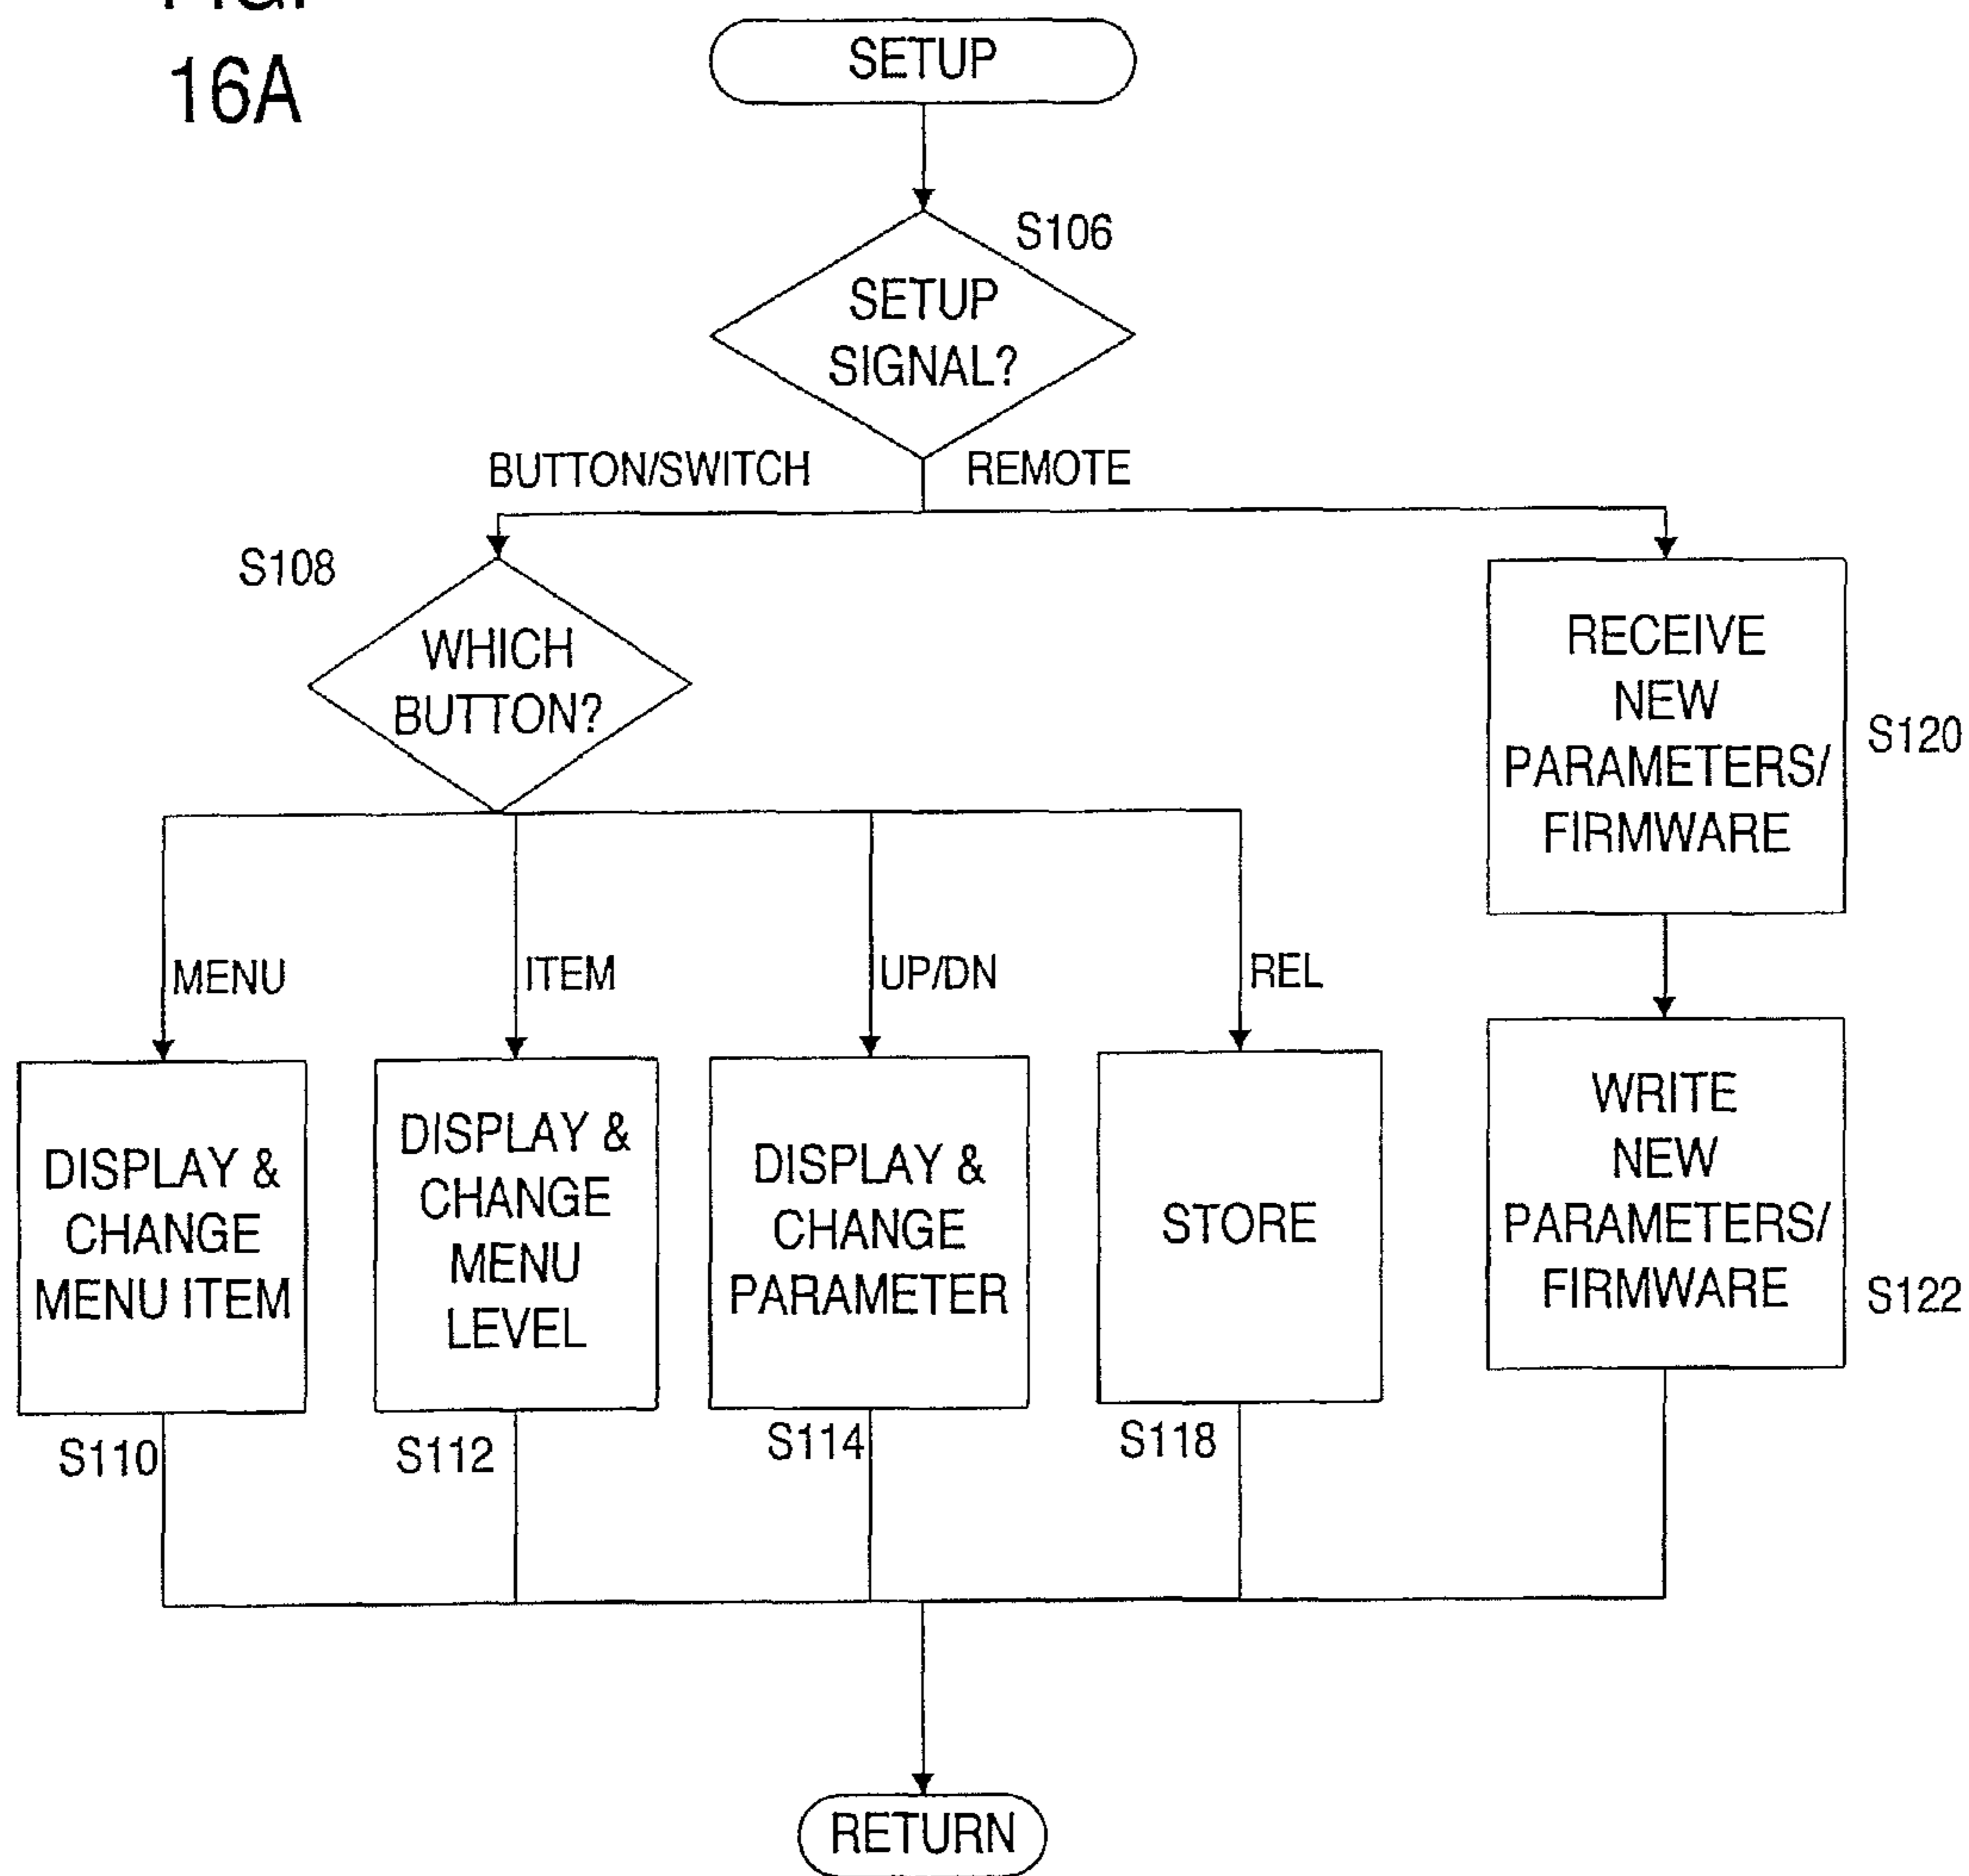 16A
SETUP
S106
SETUP
SIGNAL?
BUTTON/SWITCH
REMOTE
S108
WHICH
BUTTON?
RECEIVE
NEW
PARAMETERS/
FIRMWARE
S120
MENU
ITEM
UP/DN
REL
DISPLAY &
CHANGE
MENU ITEM
S110
DISPLAY &
CHANGE
MENU
LEVEL
S112
DISPLAY &
CHANGE
PARAMETER
S114
STORE
S118
WRITE
NEW
PARAMETERS/
FIRMWARE
S122
RETURN